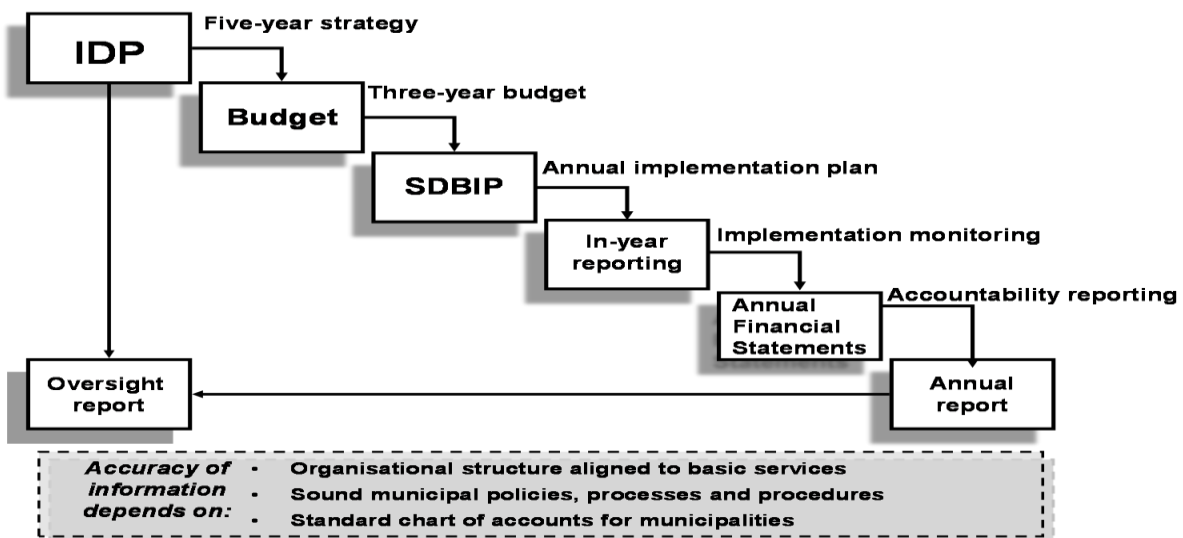 IDP
Five-year strategy
Budget
Three-year budget
SDBIP
Annual implementation plan
In-year
reporting
Implementation monitoring
Annual
Financial
Statements
Accountability reporting
Oversight
report
Annual
report
Accuracy of
information
depends on:
• Organisational structure aligned to basic services
• Sound municipal policies, processes and procedures
• Standard chart of accounts for municipalities